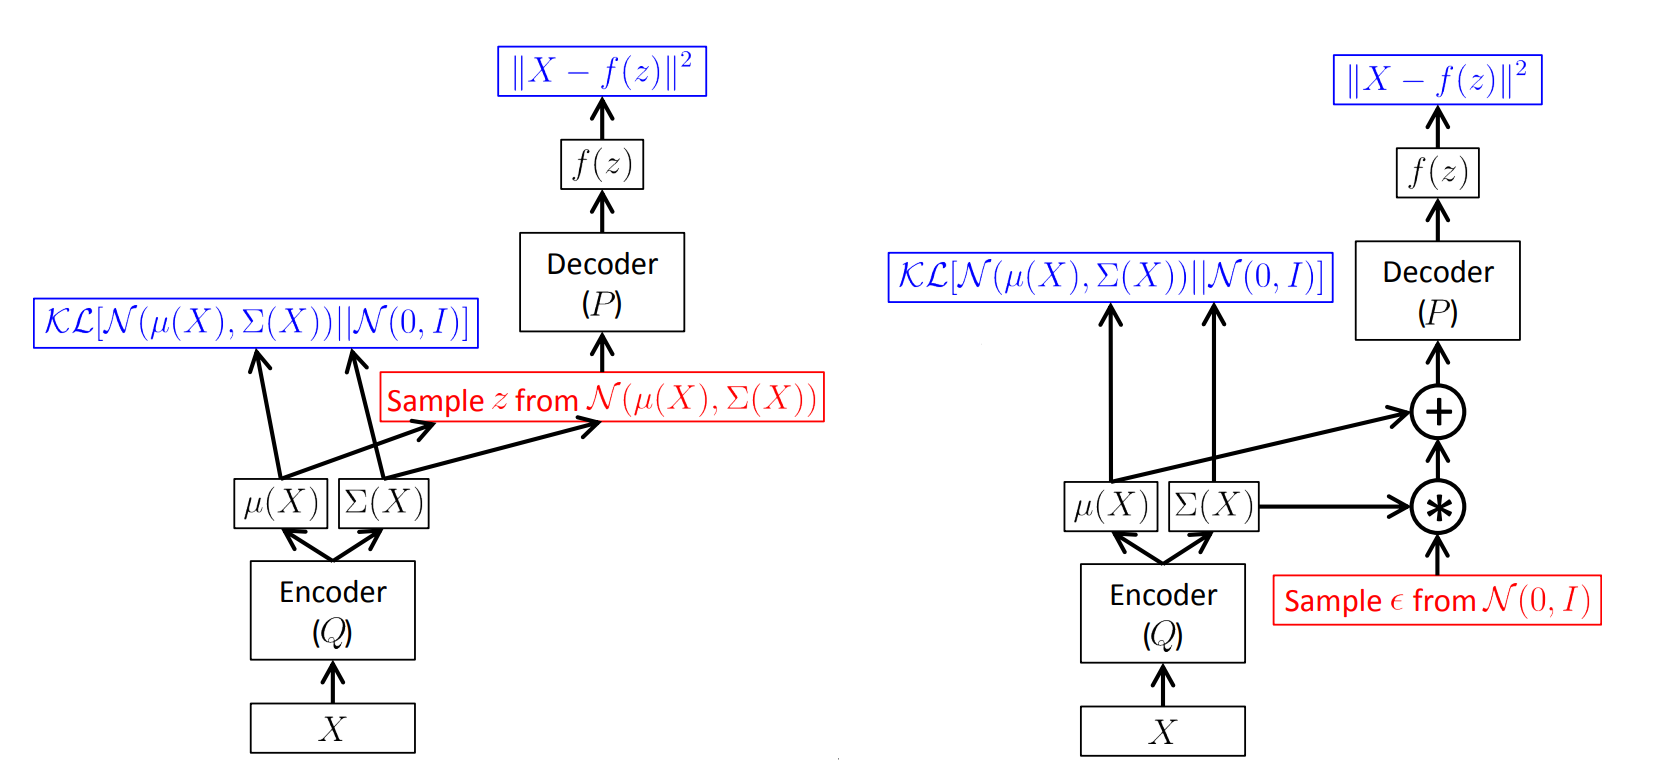 ‖X − f(z)‖²
f(z)
Decoder
(P)
𝒦ℒ[𝒩(μ(X), Σ(X))||𝒩(0, I)]
Sample z from 𝒩(μ(X), Σ(X))
μ(X)
Σ(X)
Encoder
(Q)
X
‖X − f(z)‖²
f(z)
Decoder
(P)
𝒦ℒ[𝒩(μ(X), Σ(X))||𝒩(0, I)]
+
μ(X)
Σ(X)
*
Sample ϵ from 𝒩(0, I)
Encoder
(Q)
X